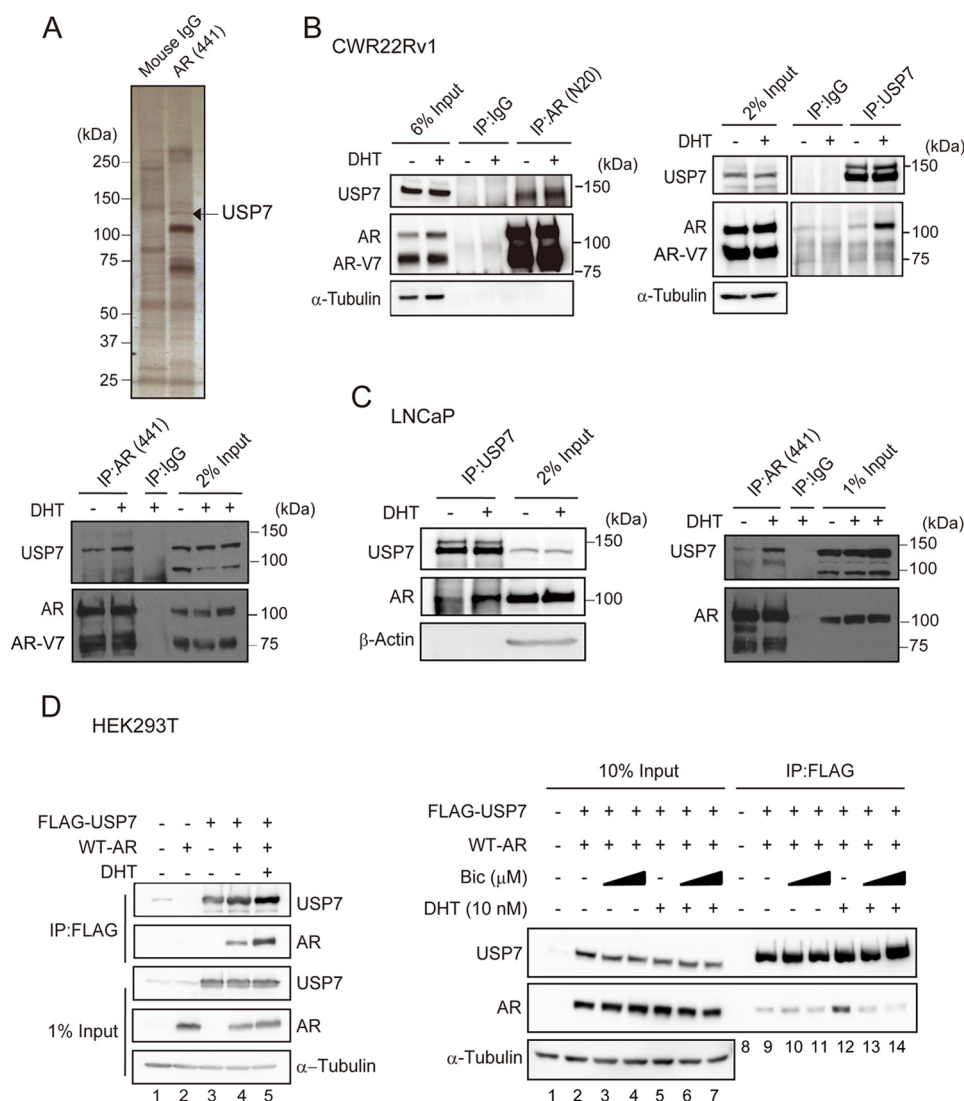 A
Mouse IgG
AR (441)
(kDa)
250
150
100
75
50
37
25
USP7
IP:AR (441)
IP:IgG
2% Input
DHT - + + - + +
(kDa)
USP7
150
100
AR
AR-V7
100
75
B
CWR22Rv1
6% Input
IP:IgG
IP:AR (N20)
DHT - + - + - +
(kDa)
USP7
150
AR
AR-V7
100
75
α-Tubulin
2% Input
IP:IgG
IP:USP7
DHT - + - + - +
(kDa)
USP7
150
AR
AR-V7
100
75
α-Tubulin
C
LNCaP
IP:USP7
2% Input
DHT - + - +
(kDa)
USP7
150
100
AR
100
β-Actin
IP:AR (441)
IP:IgG
1% Input
DHT - + + - + +
(kDa)
USP7
150
100
AR
100
75
D
HEK293T
FLAG-USP7 - - + + +
WT-AR - + - + +
DHT - - - - +
IP:FLAG
USP7
AR
1% Input
USP7
AR
α–Tubulin
1 2 3 4 5
10% Input
IP:FLAG
FLAG-USP7 - + + + + + + - + + + + + +
WT-AR - + + + + + + - + + + + + +
Bic (μM) - - - - - -
DHT (10 nM) - - - - + + + - - - - + + +
USP7
AR
α-Tubulin
1 2 3 4 5 6 7
8 9 10 11 12 13 14